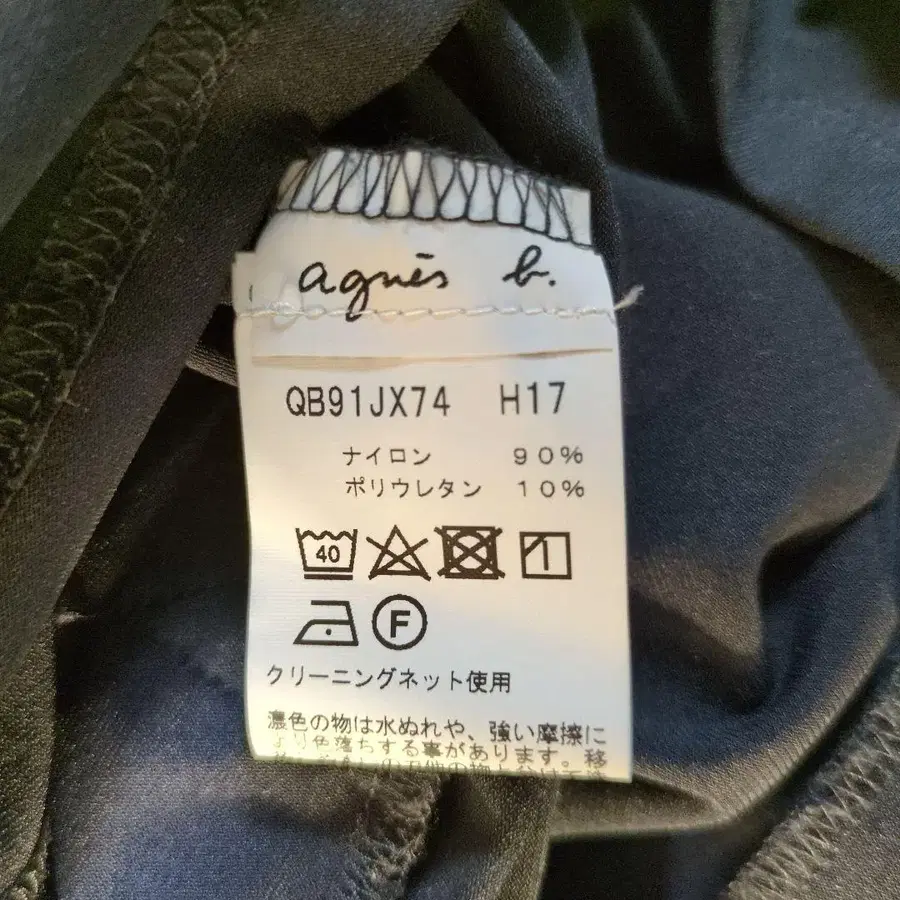 agnès b.
QB91JX74 H17
ナイロン 90%
ポリウレタン 10%
40
F
クリーニングネット使用
濃色の物は水ぬれや、強い摩擦に
より色落ちする事があります。移